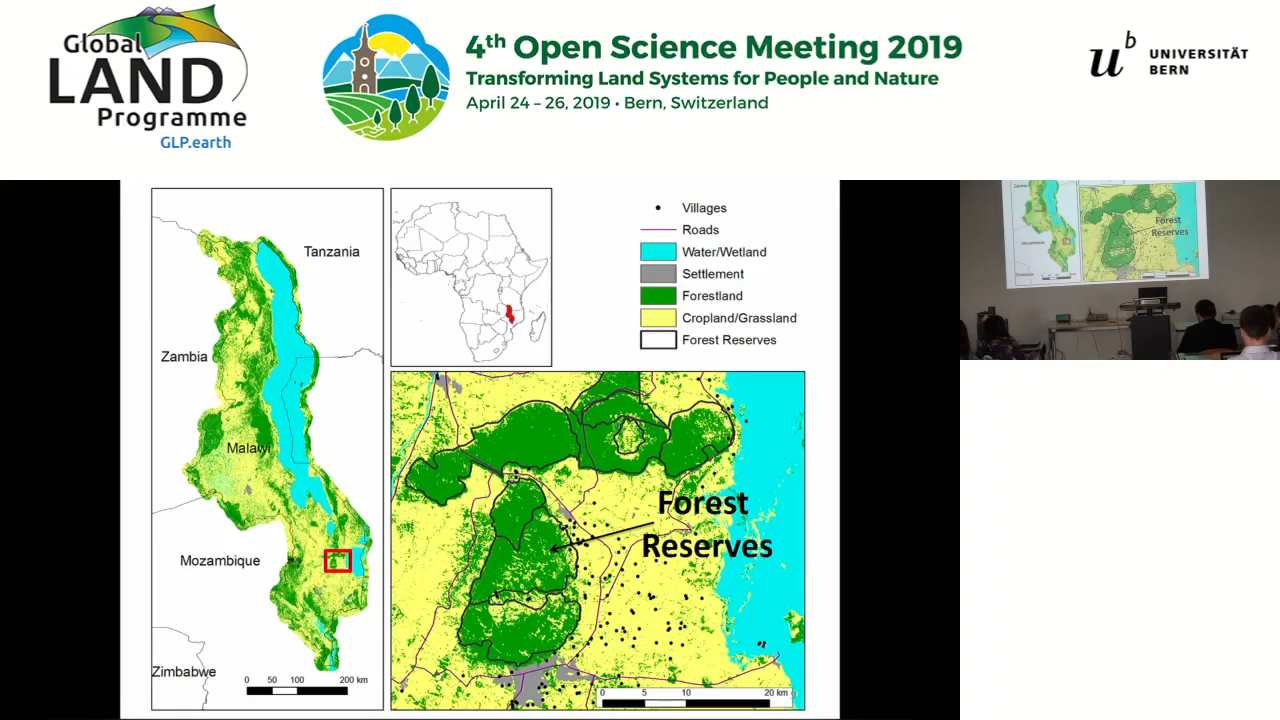 Global
LAND
Programme
GLP.earth
4th Open Science Meeting 2019
Transforming Land Systems for People and Nature
April 24 – 26, 2019 • Bern, Switzerland
u b
UNIVERSITÄT
BERN
Tanzania
Zambia
Malawi
Mozambique
Zimbabwe
0 50 100 200 km
Villages
Roads
Water/Wetland
Settlement
Forestland
Cropland/Grassland
Forest Reserves
Forest
Reserves
0 5 10 20 km
Forest
Reserves